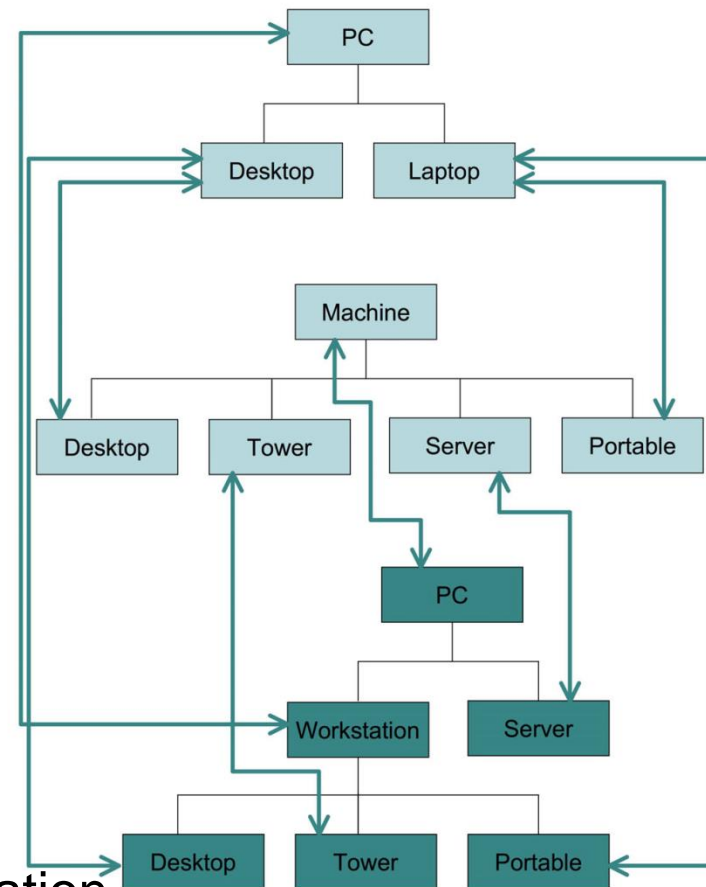 PC
Desktop Laptop
Machine
Desktop Tower Server Portable
PC
Workstation Server
Desktop Tower Portable